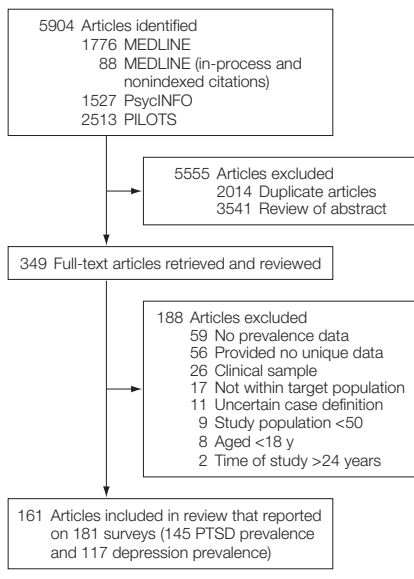 5904 Articles identified
1776 MEDLINE
88 MEDLINE (in-process and
nonindexed citations)
1527 PsycINFO
2513 PILOTS
5555 Articles excluded
2014 Duplicate articles
3541 Review of abstract
349 Full-text articles retrieved and reviewed
188 Articles excluded
59 No prevalence data
56 Provided no unique data
26 Clinical sample
17 Not within target population
11 Uncertain case definition
9 Study population <50
8 Aged <18 y
2 Time of study >24 years
161 Articles included in review that reported
on 181 surveys (145 PTSD prevalence
and 117 depression prevalence)